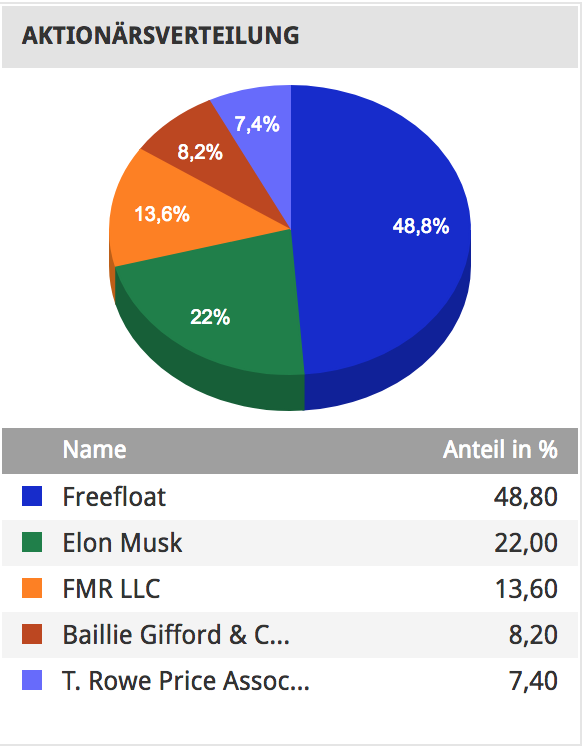 AKTIONÄRSVERTEILUNG
7,4%
8,2%
13,6%
48,8%
22%
Name Anteil in %
Freefloat 48,80
Elon Musk 22,00
FMR LLC 13,60
Baillie Gifford & C... 8,20
T. Rowe Price Assoc... 7,40